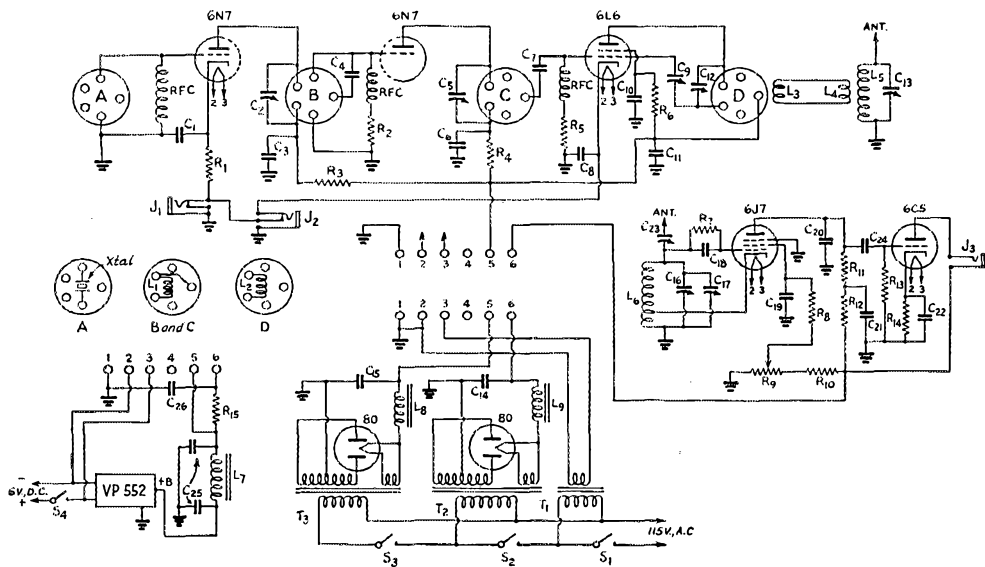 6N7 6N7 6L6
A RFC C1 2 3 R1 C2 B C4 RFC R2 C3 R3
C5 C C6 R4 C7 RFC R5 C8 2 3 C10 R6 C9 C12 D C11
L3 L4 ANT. L5 C13
J1 J2
Xtal L1 L2
A B and C D
1 2 3 4 5 6
1 2 3 4 5 6
ANT. C23 R7 C18 6J7 C20 C24 6C5 J3
L6 C16 C17 2 3 C19 R8 R11 R12 C21 R13 R14 2 3 C22
R9 R10
1 2 3 4 5 6
C26 R15
VP 552 +B C25 L7
- 6V, D.C. +
S4
C15 L8 80 C14 L9 80
T3 T2 T1
115V., A.C
S3 S2 S1